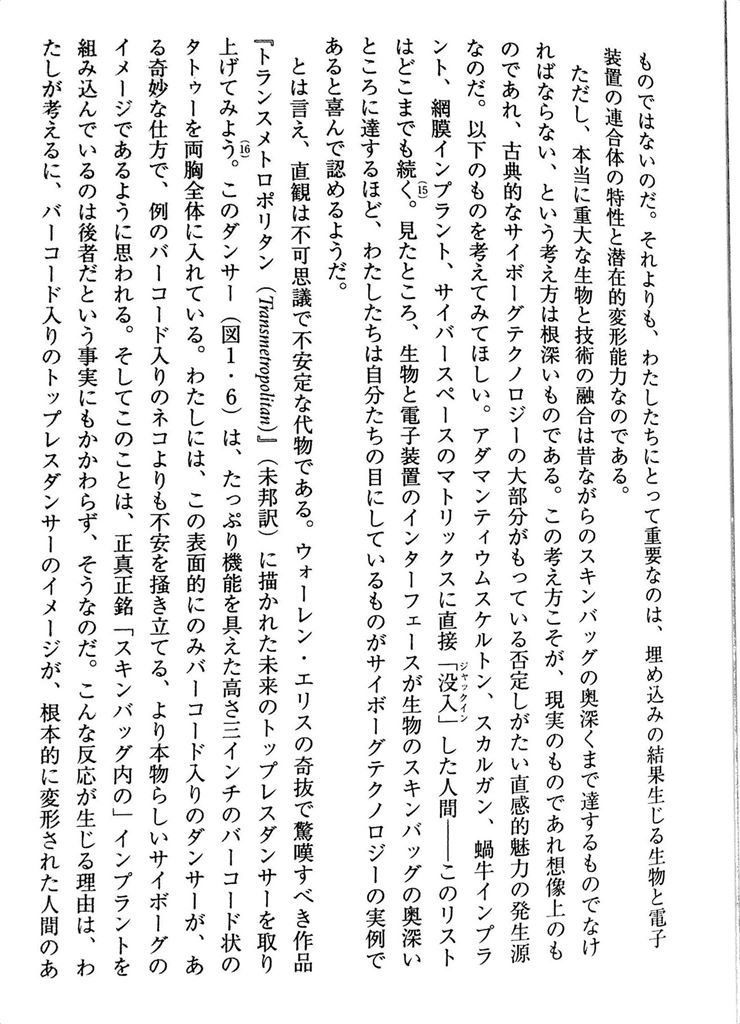 ものではないのだ。それよりも、わたしたちにとって重要なのは、埋め込みの結果生じる生物と電子
装置の連合体の特性と潜在的変形能力なのである。
ただし、本当に重大な生物と技術の融合は昔ながらのスキンバッグの奥深くまで達するものでなけ
ればならない、という考え方は根深いものである。この考え方こそが、現実のものであれ想像上のも
のであれ、古典的なサイボーグテクノロジーの大部分がもっている否定しがたい直感的魅力の発生源
なのだ。以下のものを考えてみてほしい。アダマンティウムスケルトン、スカルガン、蝸牛インプラ
ント、網膜インプラント、サイバースペースのマトリックスに直接「没入ジャックイン」した人間――このリスト
はどこまでも続く。(15)見たところ、生物と電子装置のインターフェースが生物のスキンバッグの奥深い
ところに達するほど、わたしたちは自分たちの目にしているものがサイボーグテクノロジーの実例で
あると喜んで認めるようだ。
とは言え、直観は不可思議で不安定な代物である。ウォーレン・エリスの奇抜で驚嘆すべき作品
『トランスメトロポリタン（Transmetropolitan）』（未邦訳）に描かれた未来のトップレスダンサーを取り
上げてみよう。(16)このダンサー（図1・6）は、たっぷり機能を具えた高さ三インチのバーコード状の
タトゥーを両胸全体に入れている。わたしには、この表面的にのみバーコード入りのダンサーが、あ
る奇妙な仕方で、例のバーコード入りのネコよりも不安を掻き立てる、より本物らしいサイボーグの
イメージであるように思われる。そしてこのことは、正真正銘「スキンバッグ内の」インプラントを
組み込んでいるのは後者だという事実にもかかわらず、そうなのだ。こんな反応が生じる理由は、わ
たしが考えるに、バーコード入りのトップレスダンサーのイメージが、根本的に変形された人間のあ